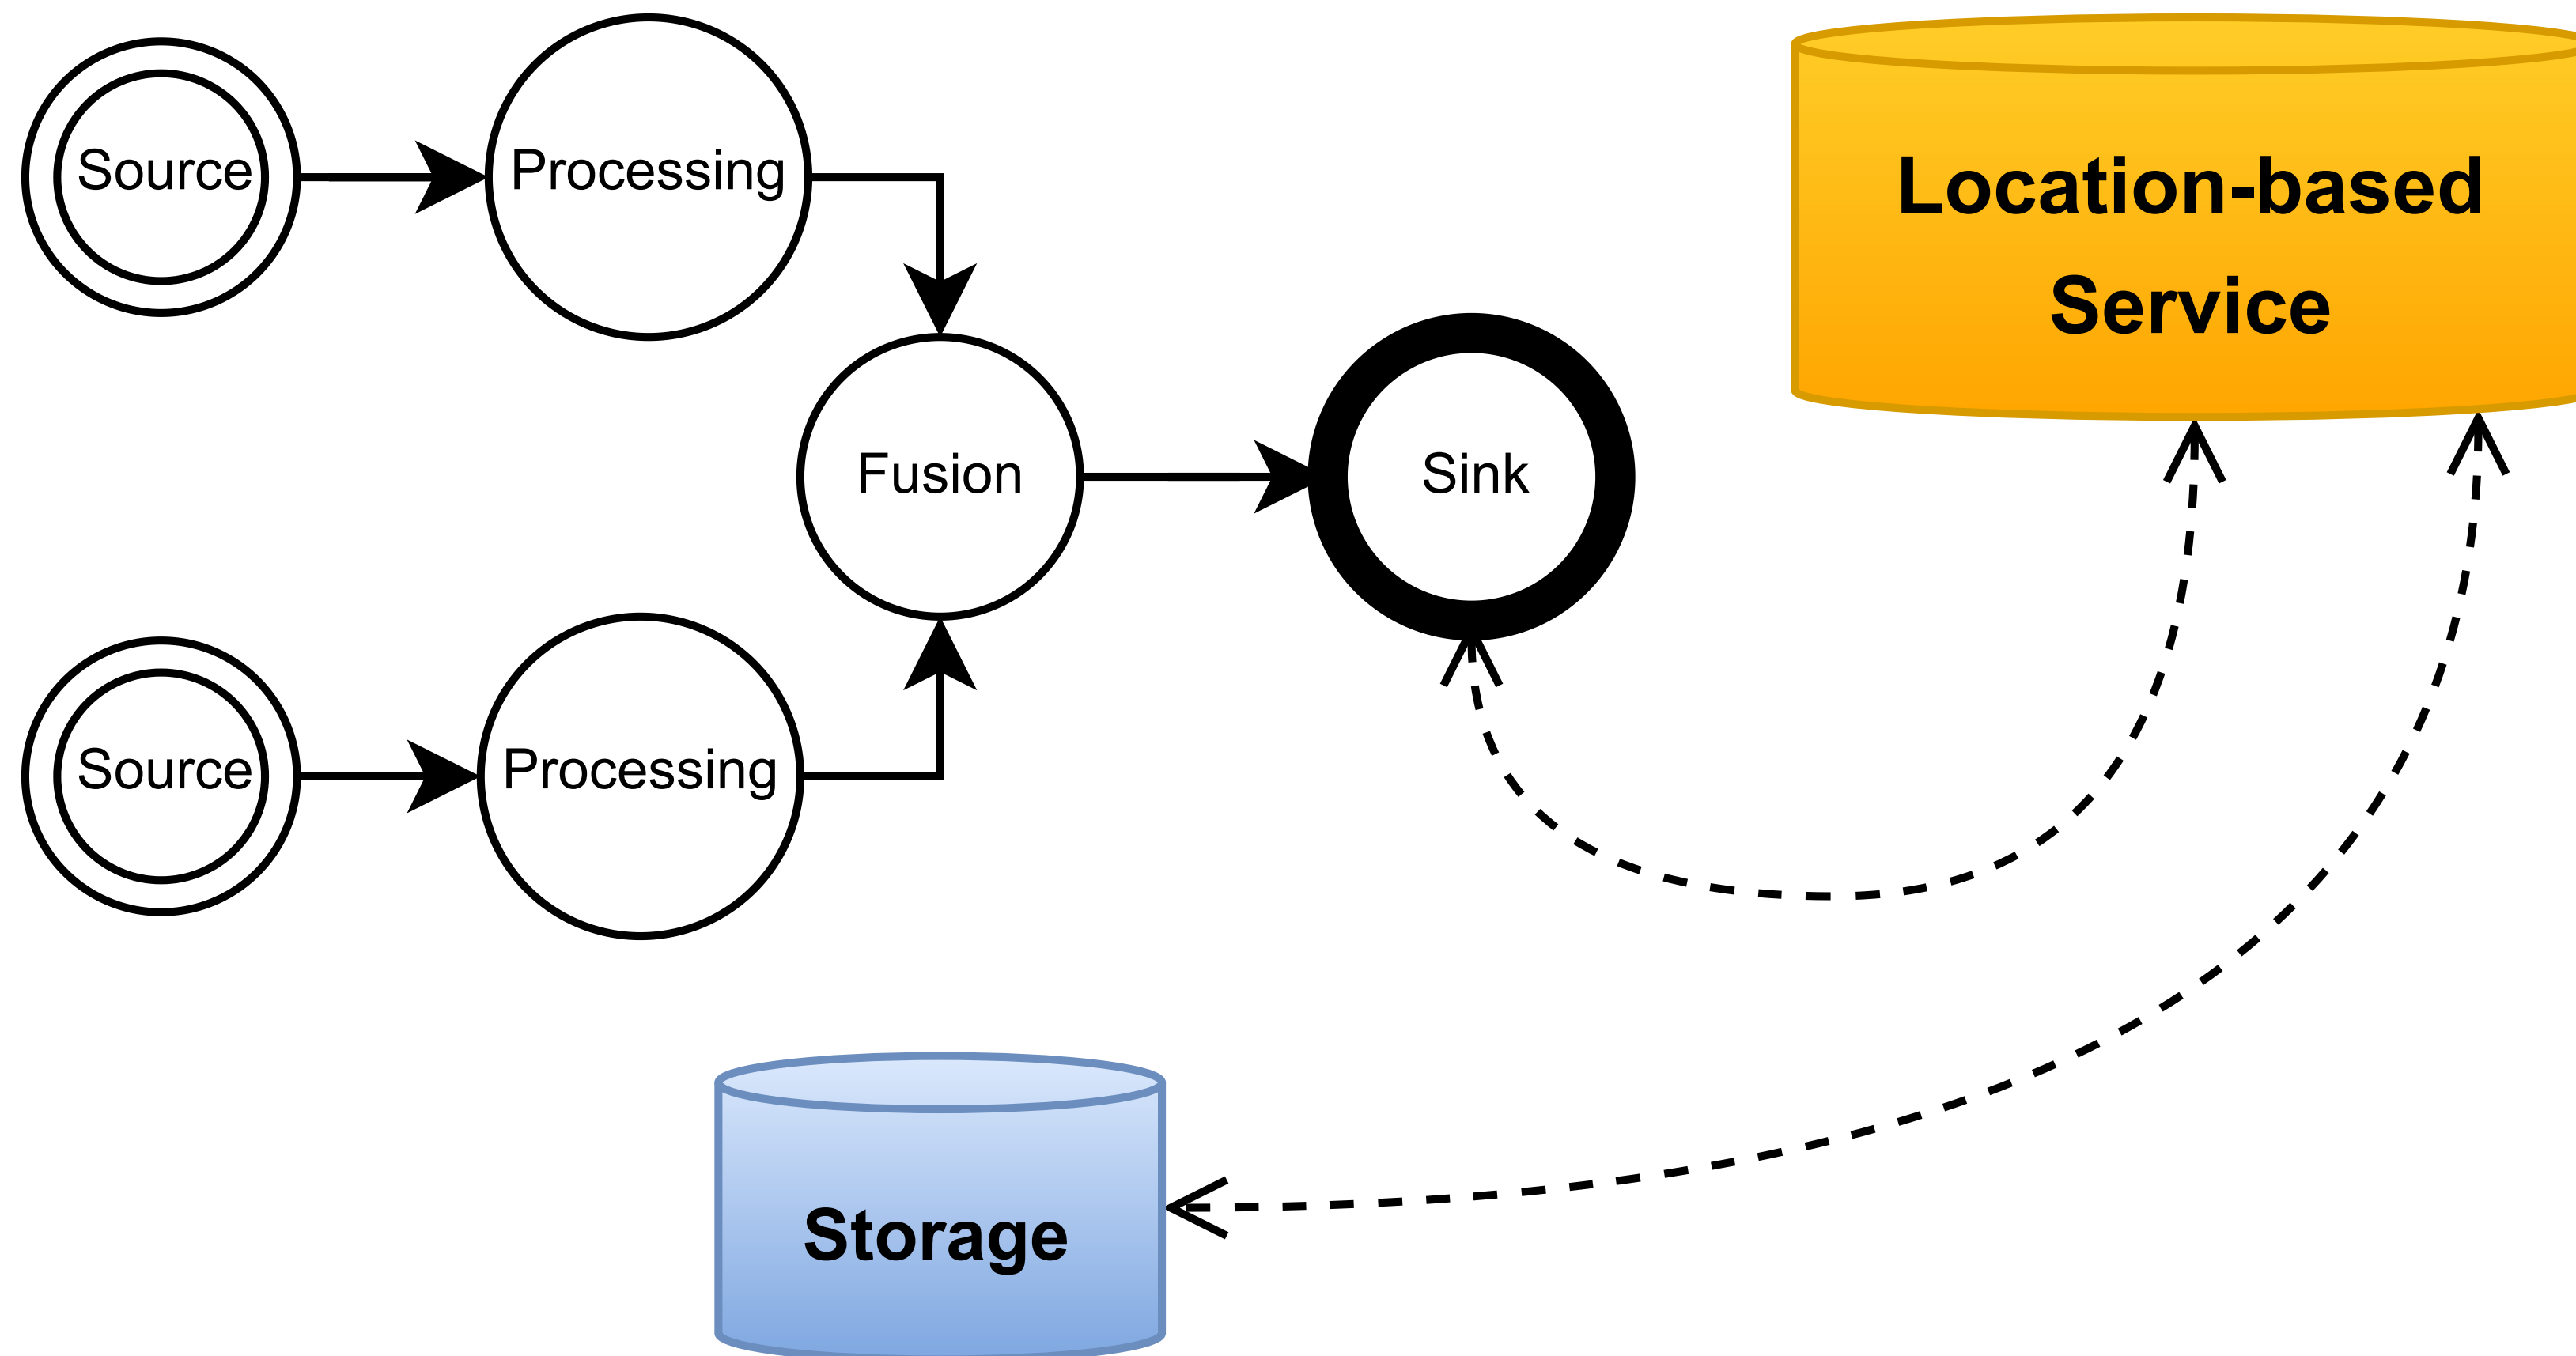 Source
Processing
Location-based
Service
Fusion
Sink
Source
Processing
Storage